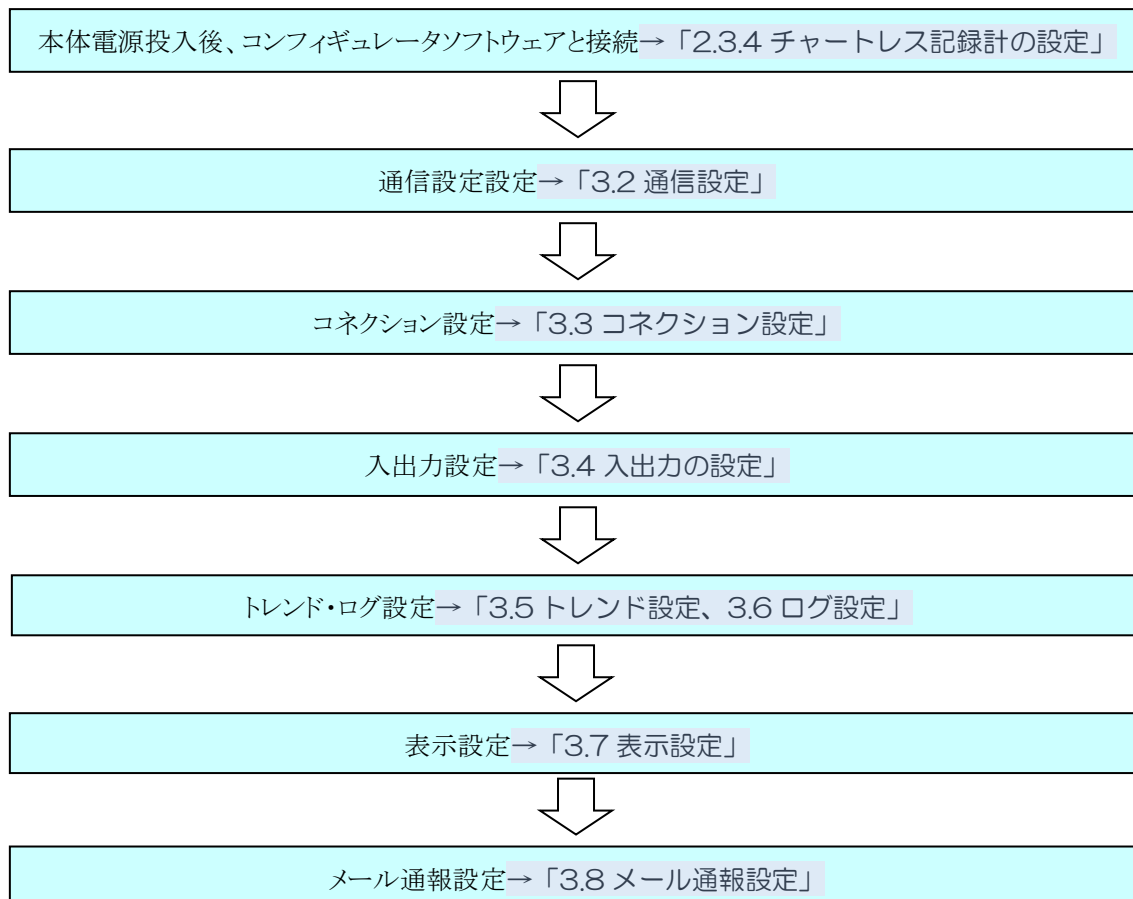 本体電源投入後、コンフィギュレータソフトウェアと接続→「2.3.4 チャートレス記録計の設定」
通信設定設定→「3.2 通信設定」
コネクション設定→「3.3 コネクション設定」
入出力設定→「3.4 入出力の設定」
トレンド・ログ設定→「3.5 トレンド設定、3.6 ログ設定」
表示設定→「3.7 表示設定」
メール通報設定→「3.8 メール通報設定」